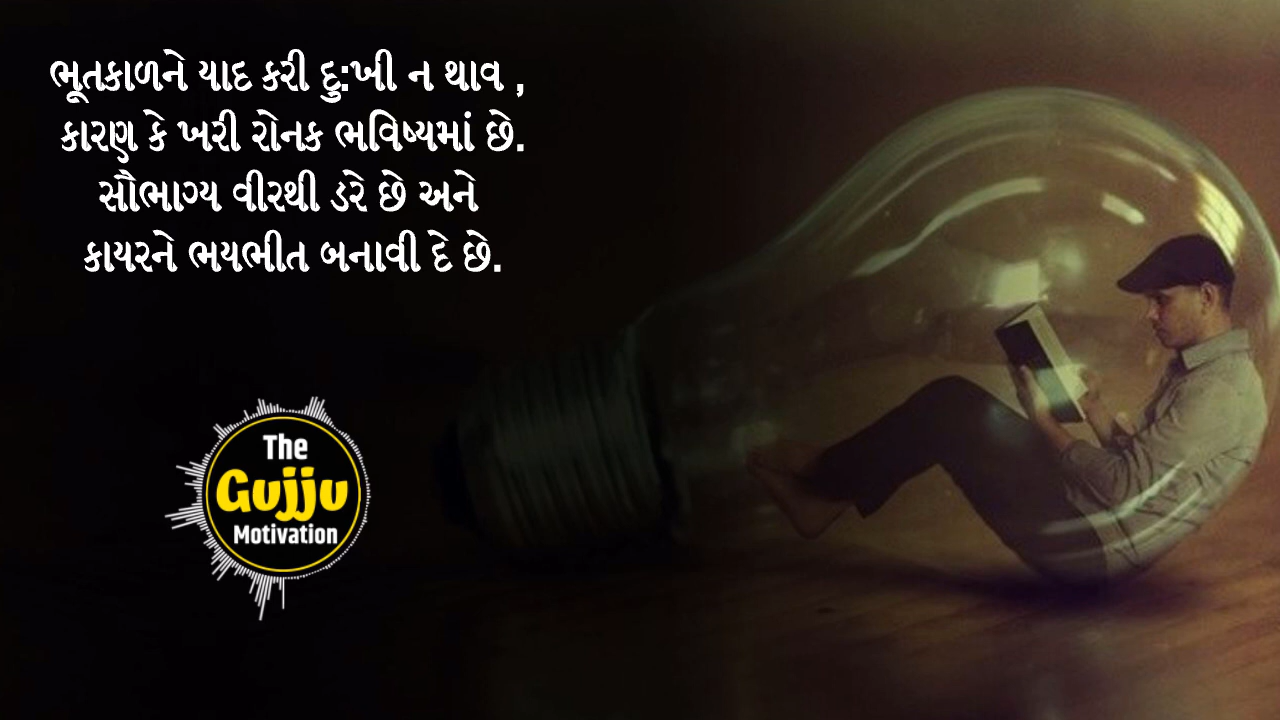 ભૂતકાળને યાદ કરી દુ:ખી ન થાવ ,
કારણ કે ખરી રોનક ભવિષ્યમાં છે.
સૌભાગ્ય વીરથી ડરે છે અને
કાયરને ભયભીત બનાવી દે છે.
The
Gujju
Motivation